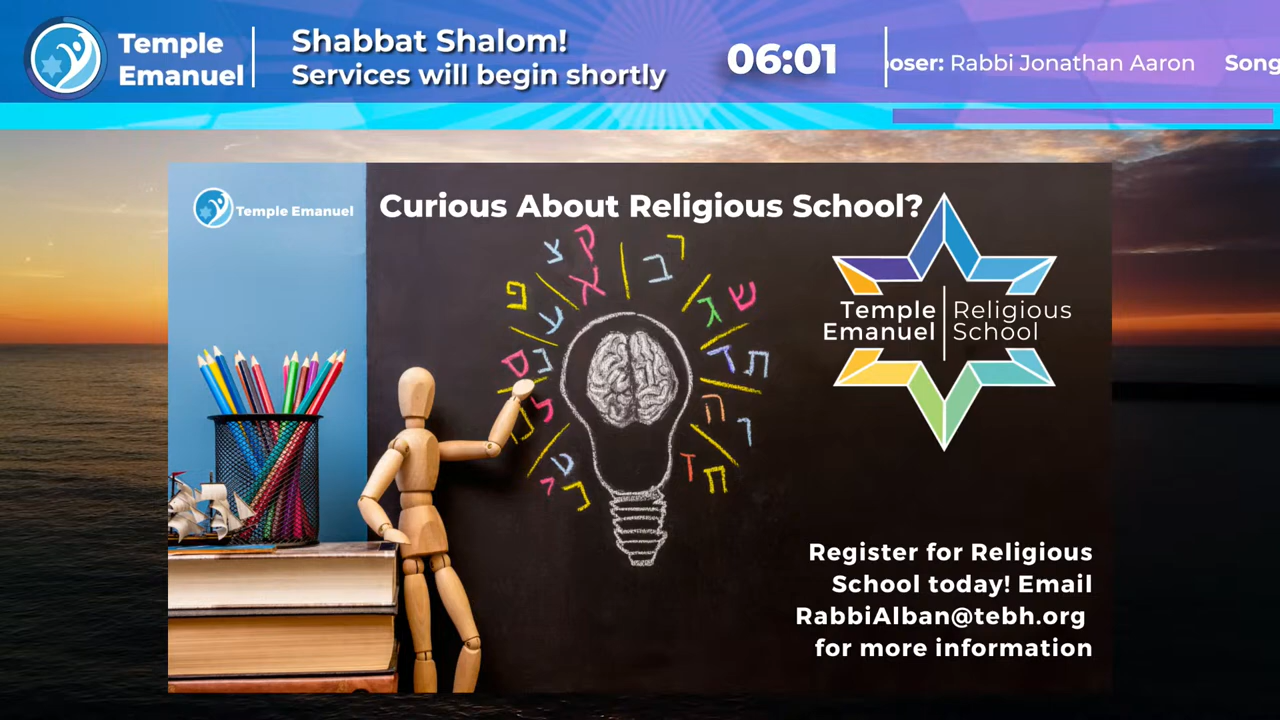 Temple
Emanuel
Shabbat Shalom!
Services will begin shortly
06:01
oser: Rabbi Jonathan Aaron Song
Temple Emanuel
Curious About Religious School?
Temple
Emanuel
Religious
School
ק
צ
א
ר
ב
פ
ע
ש
ג
ס
ת
ד
ל
ה
ו
ח
Register for Religious
School today! Email
RabbiAlban@tebh.org
for more information